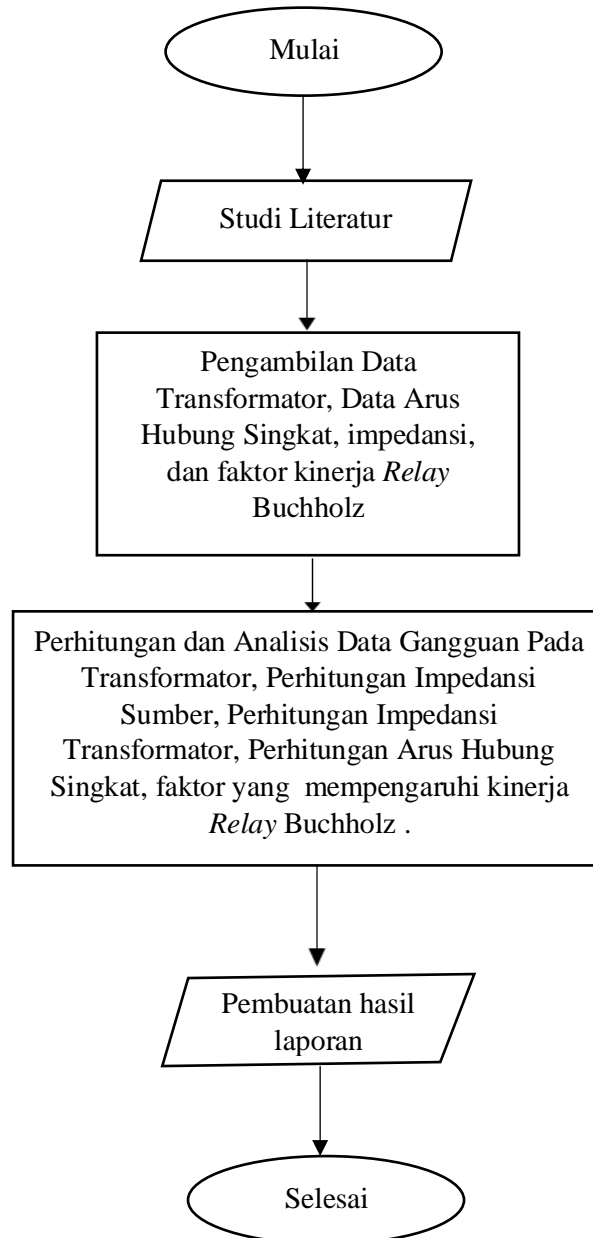 Mulai
Studi Literatur
Pengambilan Data
Transformator, Data Arus
Hubung Singkat, impedansi,
dan faktor kinerja Relay
Buchholz
Perhitungan dan Analisis Data Gangguan Pada
Transformator, Perhitungan Impedansi
Sumber, Perhitungan Impedansi
Transformator, Perhitungan Arus Hubung
Singkat, faktor yang  mempengaruhi kinerja
Relay Buchholz .
Pembuatan hasil
laporan
Selesai